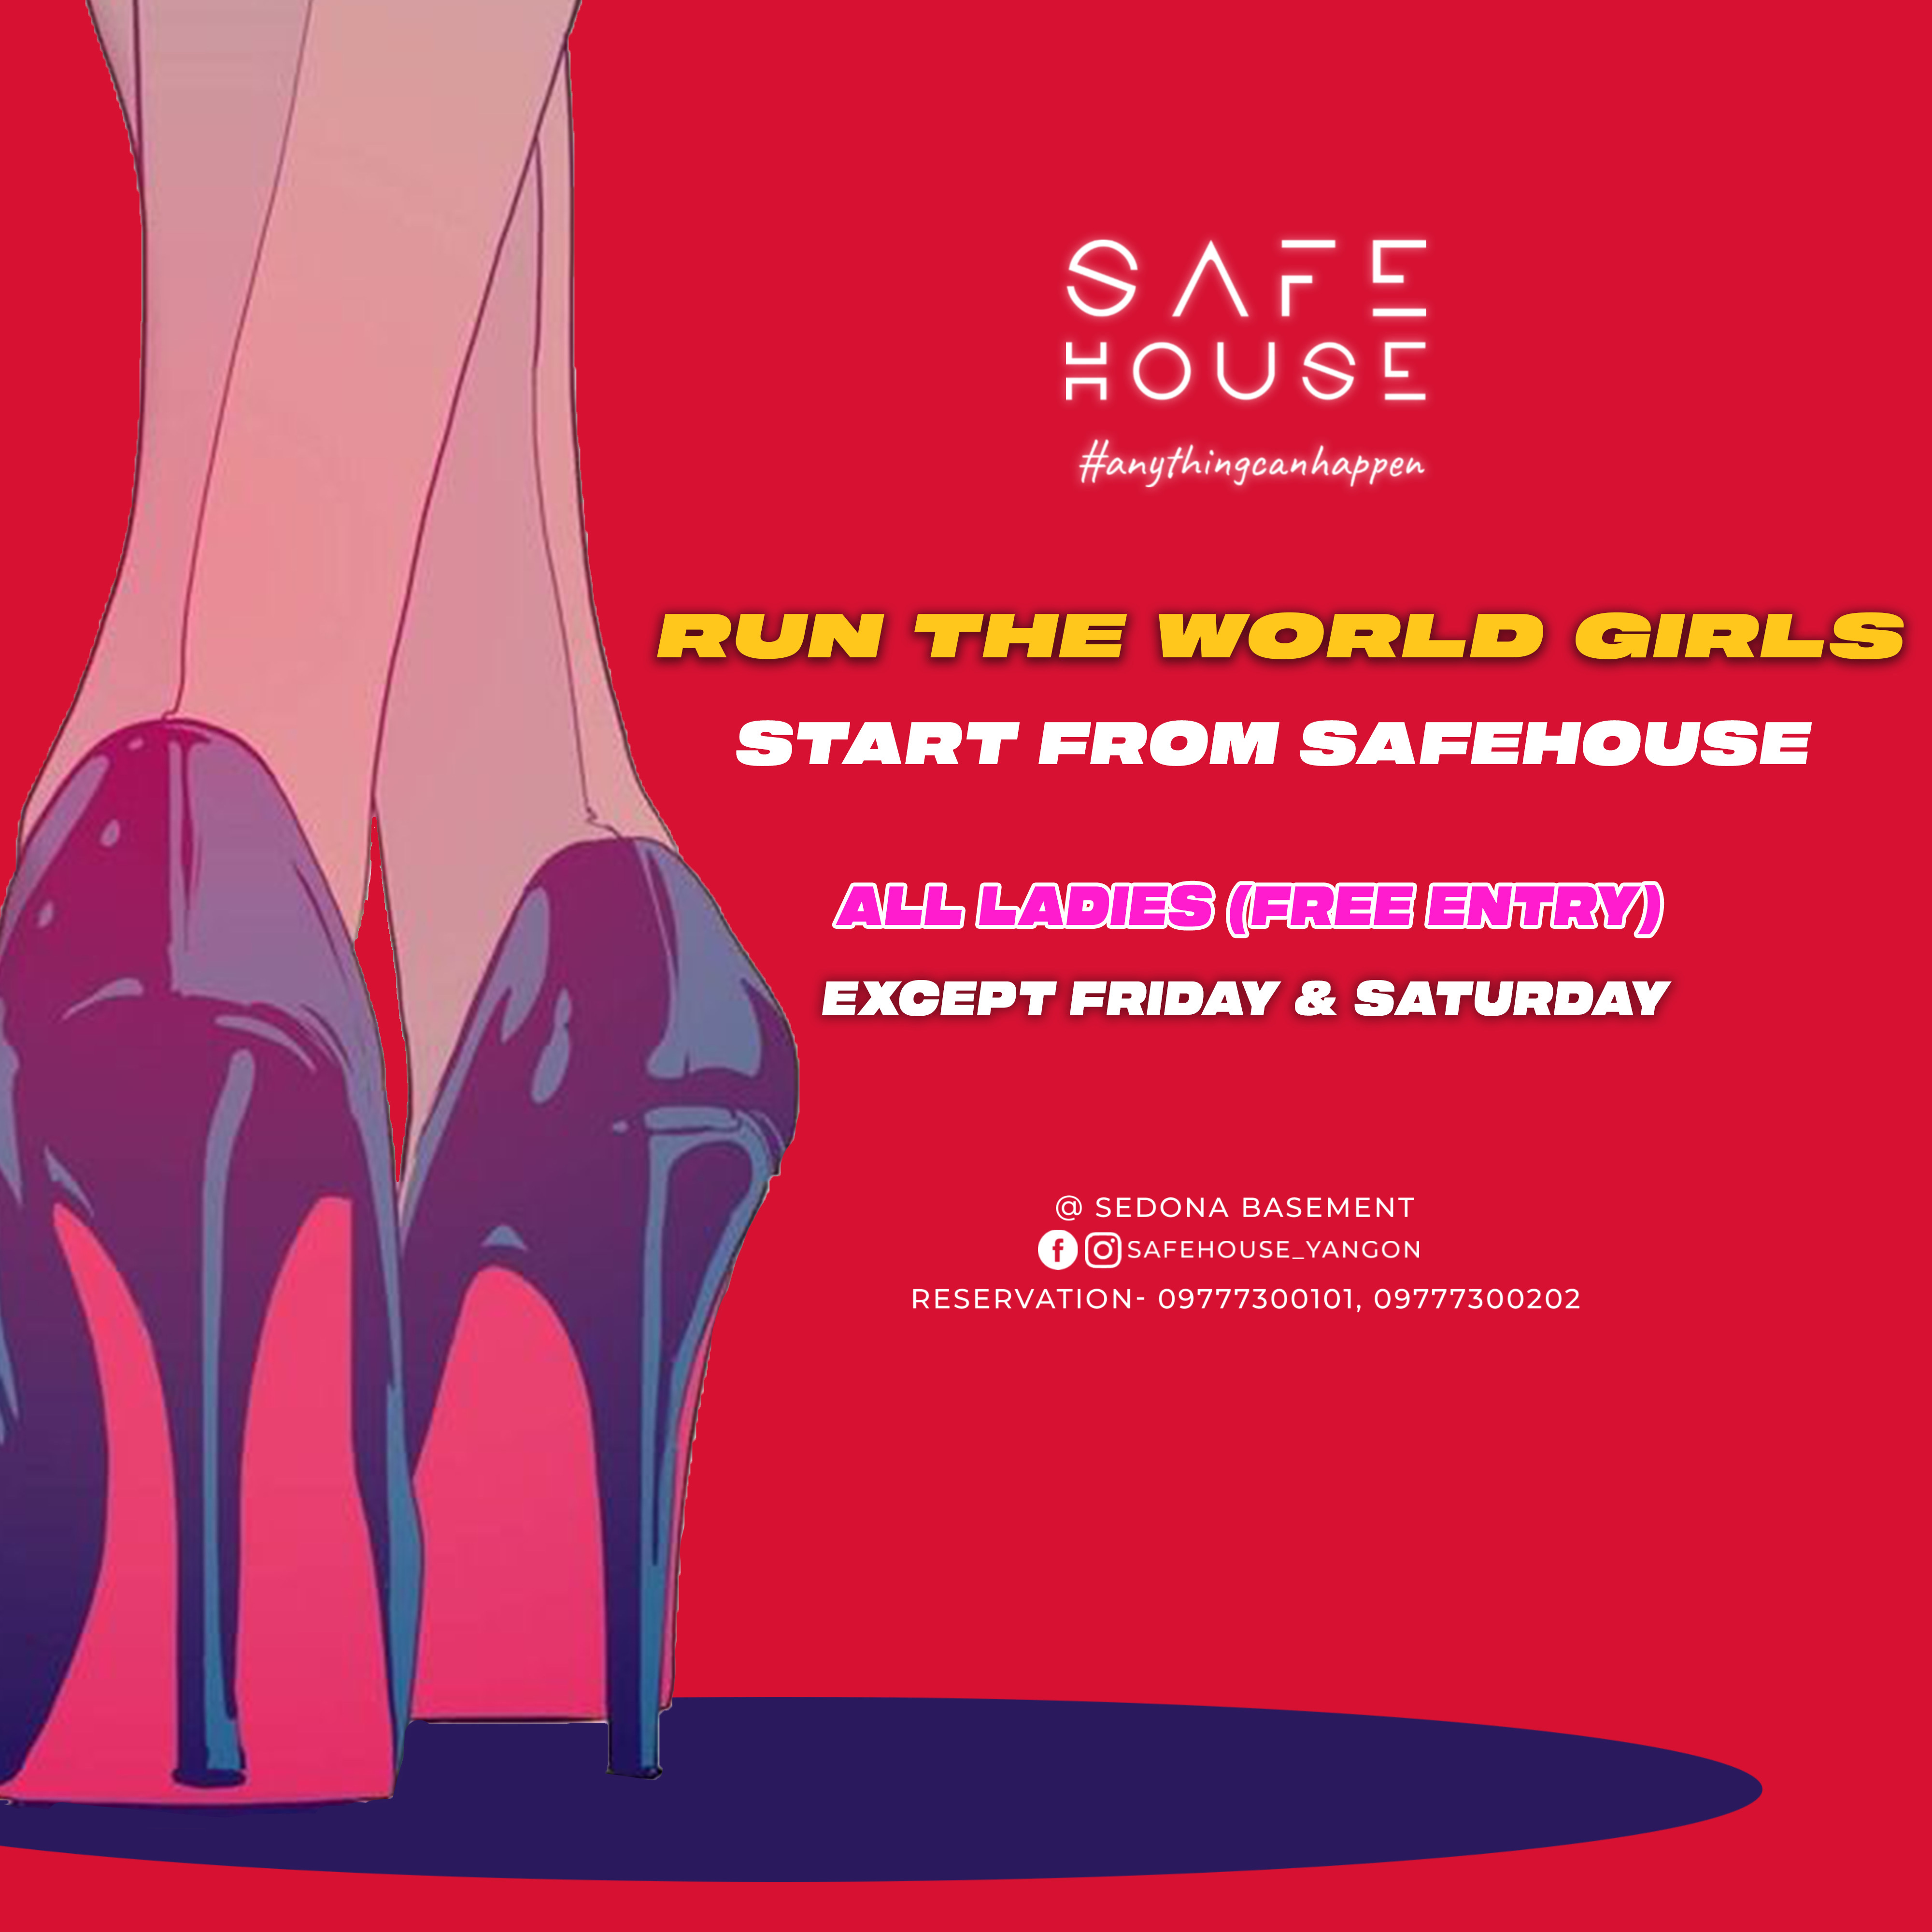 SAFE
HOUSE
#anythingcanhappen
RUN THE WORLD GIRLS
START FROM SAFEHOUSE
ALL LADIES (FREE ENTRY)
EXCEPT FRIDAY & SATURDAY
@ SEDONA BASEMENT
SAFEHOUSE_YANGON
RESERVATION- 09777300101, 09777300202